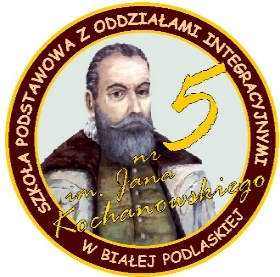 SZKOŁA PODSTAWOWA Z ODDZIAŁAMI INTEGRACYJNYMI
nr 5
im. Jana
Kochanowskiego
W BIAŁEJ PODLASKIEJ